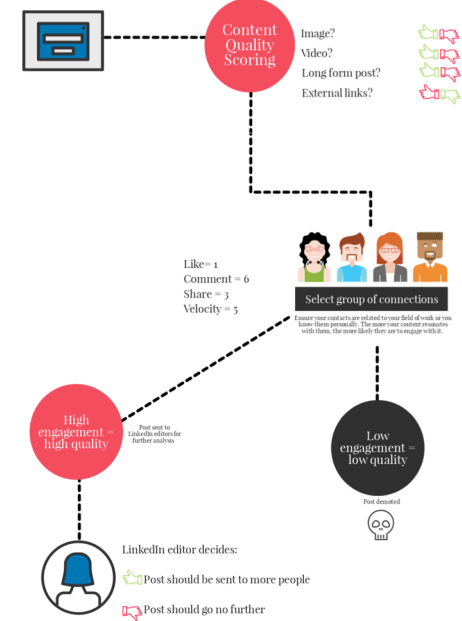 Content
Quality
Scoring
Image?
Video?
Long form post?
External links?
Like= 1
Comment = 6
Share = 3
Velocity = 5
Select group of connections
Ensure your contacts are related to your field of work or you
know them personally. The more your content resonates
with them, the more likely they are to engage with it.
High
engagement =
high quality
Post sent to
LinkedIn editors for
further analysis
Low
engagement =
low quality
Post demoted
LinkedIn editor decides:
Post should be sent to more people
Post should go no further